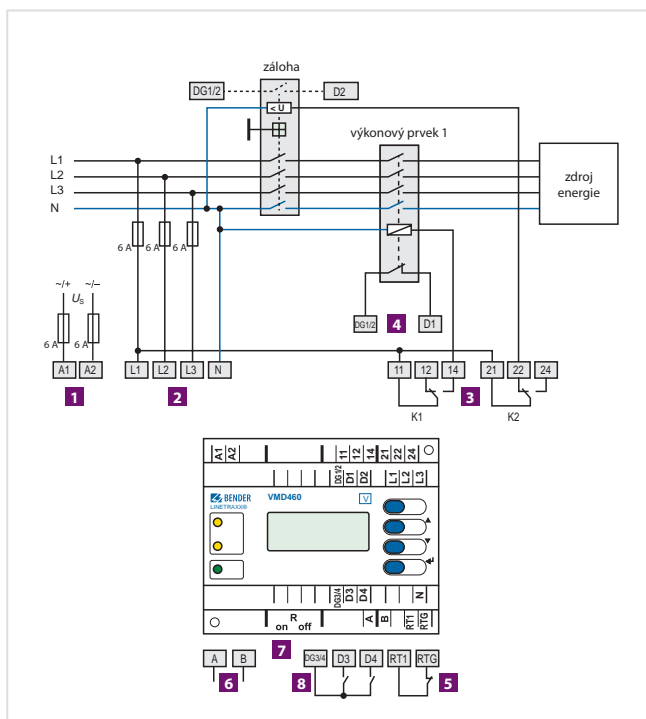 záloha
DG1/2 D2
< U
výkonový prvek 1
L1
L2
L3
N
zdroj
energie
6 A 6 A 6 A
~/+ ~/–
Us
6 A 6 A
DG1/2 4 D1
A1 A2 L1 L2 L3 N 11 12 14 21 22 24
1 2 3
K1 K2
A1 A2 11 12 14 21 22 24
DG1/2 D1 D2 L1 L2 L3
BENDER VMD460 V
LINETRAXX®
DG3/4 D3 D4 N
R
on off A B RT1 RTG
7
A B DG3/4 D3 D4 RT1 RTG
6 8 5